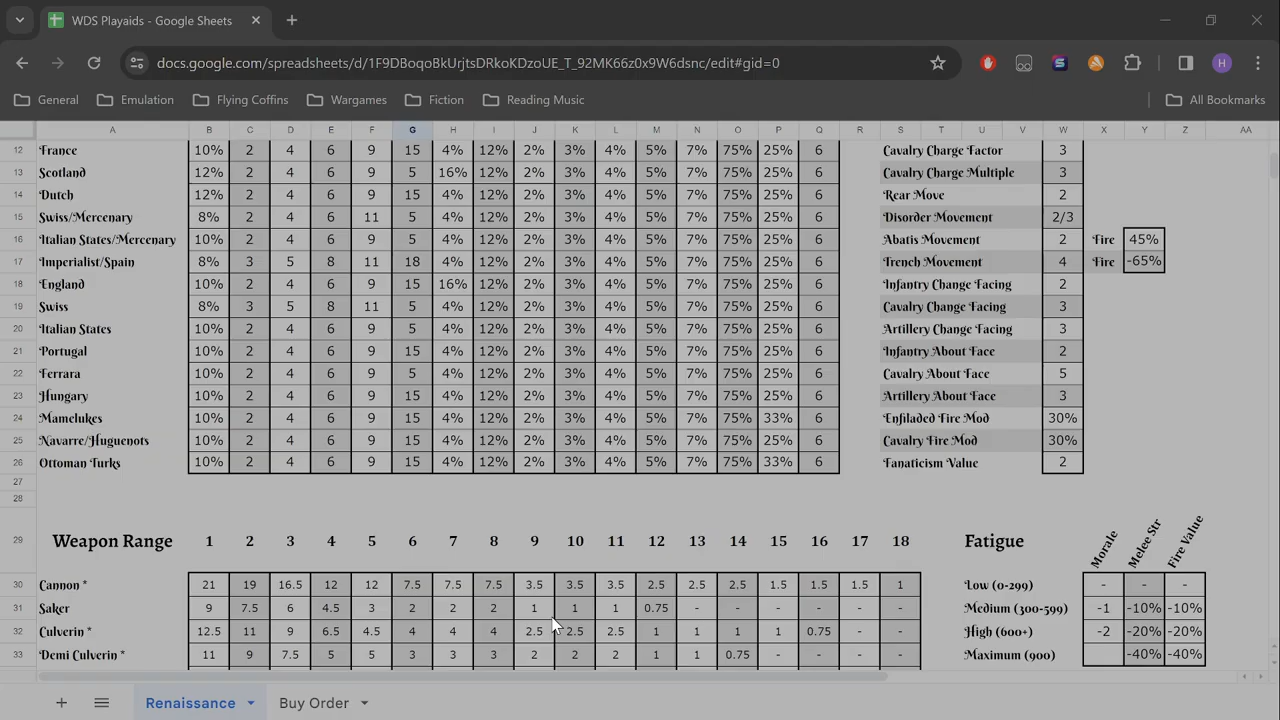 WDS Playaids - Google Sheets
docs.google.com/spreadsheets/d/1F9DBoqoBkUrjtsDRkoKDzoUE_T_92MK66z0x9W6dsnc/edit#gid=0
H
General Emulation Flying Coffins Wargames Fiction Reading Music All Bookmarks
A B C D E F G H I J K L M N O P Q R S T U V W X Y Z AA
12 France 10% 2 4 6 9 15 4% 12% 2% 3% 4% 5% 7% 75% 25% 6 Cavalry Charge Factor 3
13 Scotland 12% 2 4 6 9 5 16% 12% 2% 3% 4% 5% 7% 75% 25% 6 Cavalry Charge Multiple 3
14 Dutch 12% 2 4 6 9 15 4% 12% 2% 3% 4% 5% 7% 75% 25% 6 Rear Move 2
15 Swiss/Mercenary 8% 2 4 6 11 5 4% 12% 2% 3% 4% 5% 7% 75% 25% 6 Disorder Movement 2/3
16 Italian States/Mercenary 10% 2 4 6 9 5 4% 12% 2% 3% 4% 5% 7% 75% 25% 6 Abatis Movement 2 Fire 45%
17 Imperialist/Spain 8% 3 5 8 11 18 4% 12% 2% 3% 4% 5% 7% 75% 25% 6 Trench Movement 4 Fire -65%
18 England 10% 2 4 6 9 15 16% 12% 2% 3% 4% 5% 7% 75% 25% 6 Infantry Change Facing 2
19 Swiss 8% 3 5 8 11 5 4% 12% 2% 3% 4% 5% 7% 75% 25% 6 Cavalry Change Facing 3
20 Italian States 10% 2 4 6 9 5 4% 12% 2% 3% 4% 5% 7% 75% 25% 6 Artillery Change Facing 3
21 Portugal 10% 2 4 6 9 15 4% 12% 2% 3% 4% 5% 7% 75% 25% 6 Infantry About Face 2
22 Ferrara 10% 2 4 6 9 15 4% 12% 2% 3% 4% 5% 7% 75% 25% 6 Cavalry About Face 5
23 Hungary 10% 2 4 6 9 15 4% 12% 2% 3% 4% 5% 7% 75% 25% 6 Artillery About Face 3
24 Mamelukes 10% 2 4 6 9 15 4% 12% 2% 3% 4% 5% 7% 75% 33% 6 Enfiladed Fire Mod 30%
25 Navarre/Huguenots 10% 2 4 6 9 15 4% 12% 2% 3% 4% 5% 7% 75% 25% 6 Cavalry Fire Mod 30%
26 Ottoman Turks 10% 2 4 6 9 15 4% 12% 2% 3% 4% 5% 7% 75% 33% 6 Fanaticism Value 2
27
28
29 Weapon Range 1 2 3 4 5 6 7 8 9 10 11 12 13 14 15 16 17 18 Fatigue Morale Melee Str Fire Value
30 Cannon * 21 19 16.5 12 12 7.5 7.5 7.5 3.5 3.5 3.5 2.5 2.5 2.5 1.5 1.5 1.5 1 Low (0-299) - - -
31 Saker 9 7.5 6 4.5 3 2 2 2 1 1 1 0.75 - - - - - - Medium (300-599) -1 -10% -10%
32 Culverin * 12.5 11 9 6.5 4.5 4 4 4 2.5 2.5 2.5 1 1 1 1 0.75 - - High (600+) -2 -20% -20%
33 Demi Culverin * 11 9 7.5 5 5 3 3 3 2 2 2 1 1 0.75 - - - - Maximum (900) -40% -40%
Renaissance Buy Order